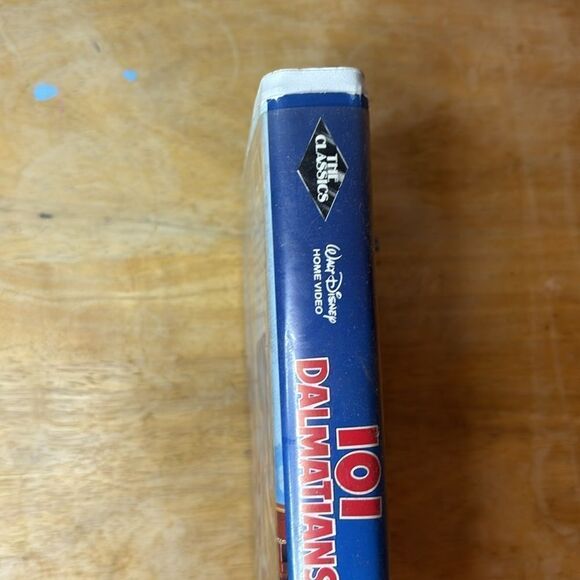 THE
CLASSICS
WALT DISNEY
HOME VIDEO
101
DALMATIANS